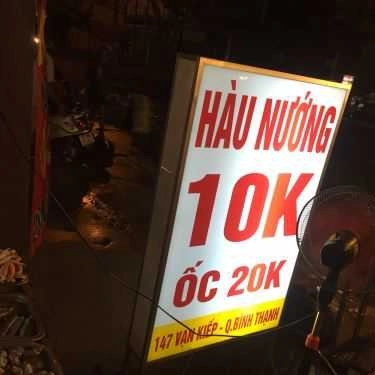 HÀU NƯỚNG
10K
ỐC 20K
147 VẠN KIẾP - Q.BÌNH THẠNH